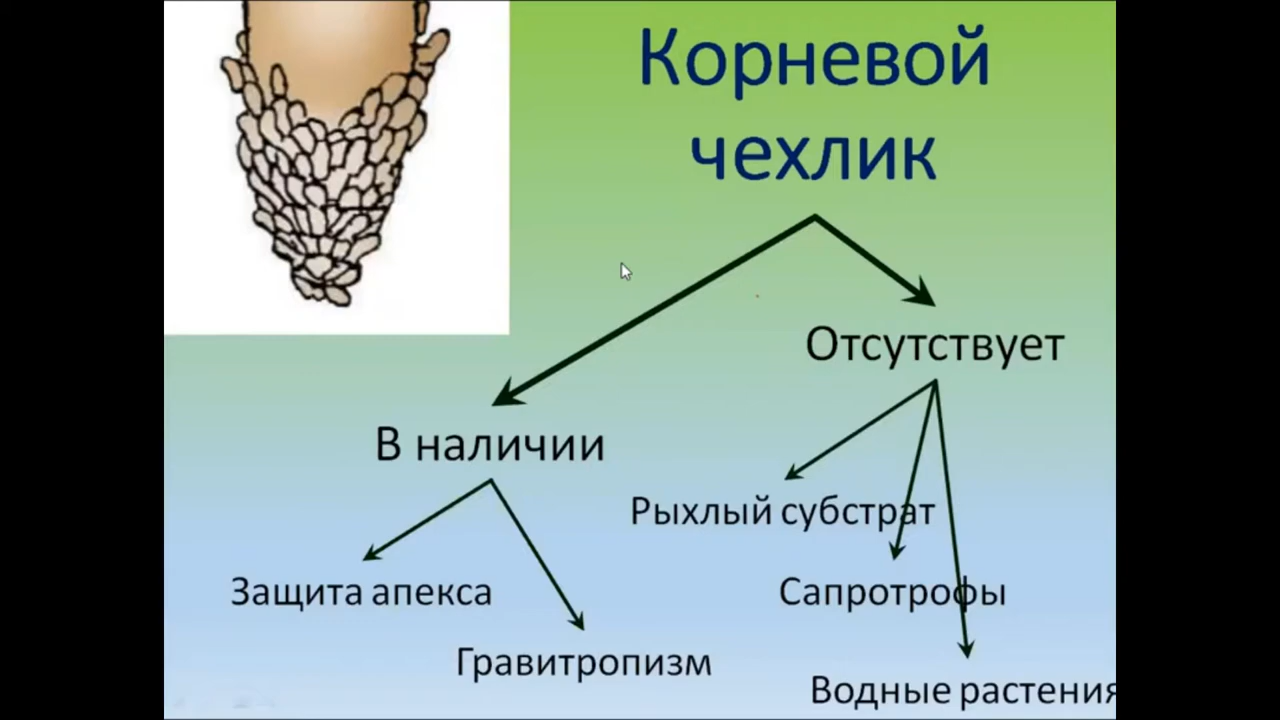 Корневой
чехлик
Отсутствует
В наличии
Рыхлый субстрат
Защита апекса
Сапротрофы
Гравитропизм
Водные растения